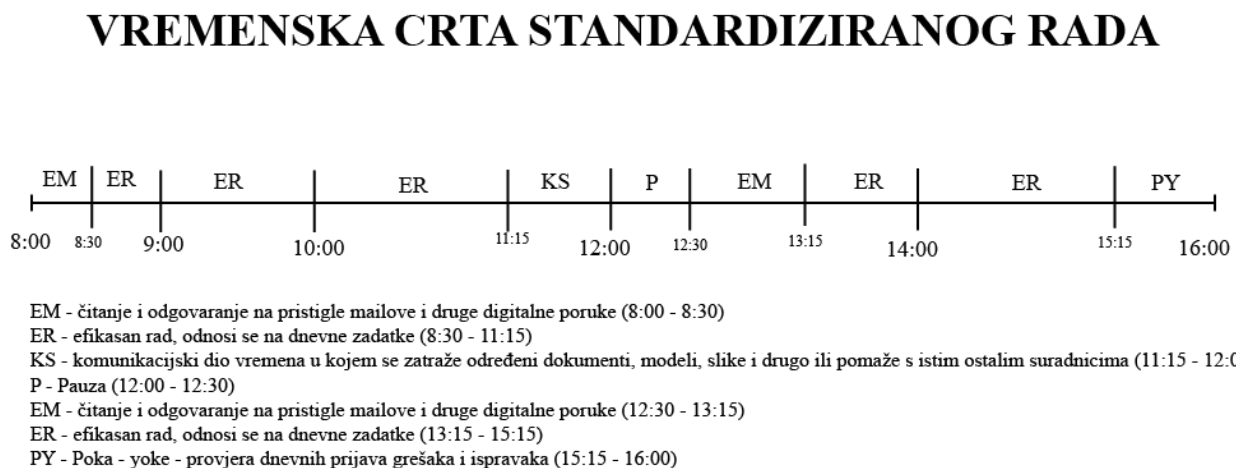 VREMENSKA CRTA STANDARDIZIRANOG RADA
EM ER ER ER KS P EM ER ER PY
8:00 8:30 9:00 10:00 11:15 12:00 12:30 13:15 14:00 15:15 16:00
EM - čitanje i odgovaranje na pristigle mailove i druge digitalne poruke (8:00 - 8:30)
ER - efikasan rad, odnosi se na dnevne zadatke (8:30 - 11:15)
KS - komunikacijski dio vremena u kojem se zatraže određeni dokumenti, modeli, slike i drugo ili pomaže s istim ostalim suradnicima (11:15 -
P - Pauza (12:00 - 12:30)
EM - čitanje i odgovaranje na pristigle mailove i druge digitalne poruke (12:30 - 13:15)
ER - efikasan rad, odnosi se na dnevne zadatke (13:15 - 15:15)
PY - Poka - yoke - provjera dnevnih prijava grešaka i ispravaka (15:15 - 16:00)